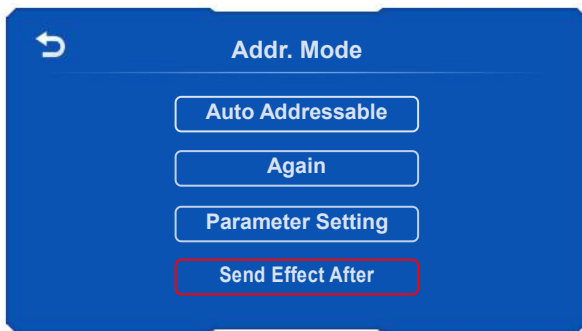 Addr. Mode
Auto Addressable
Again
Parameter Setting
Send Effect After